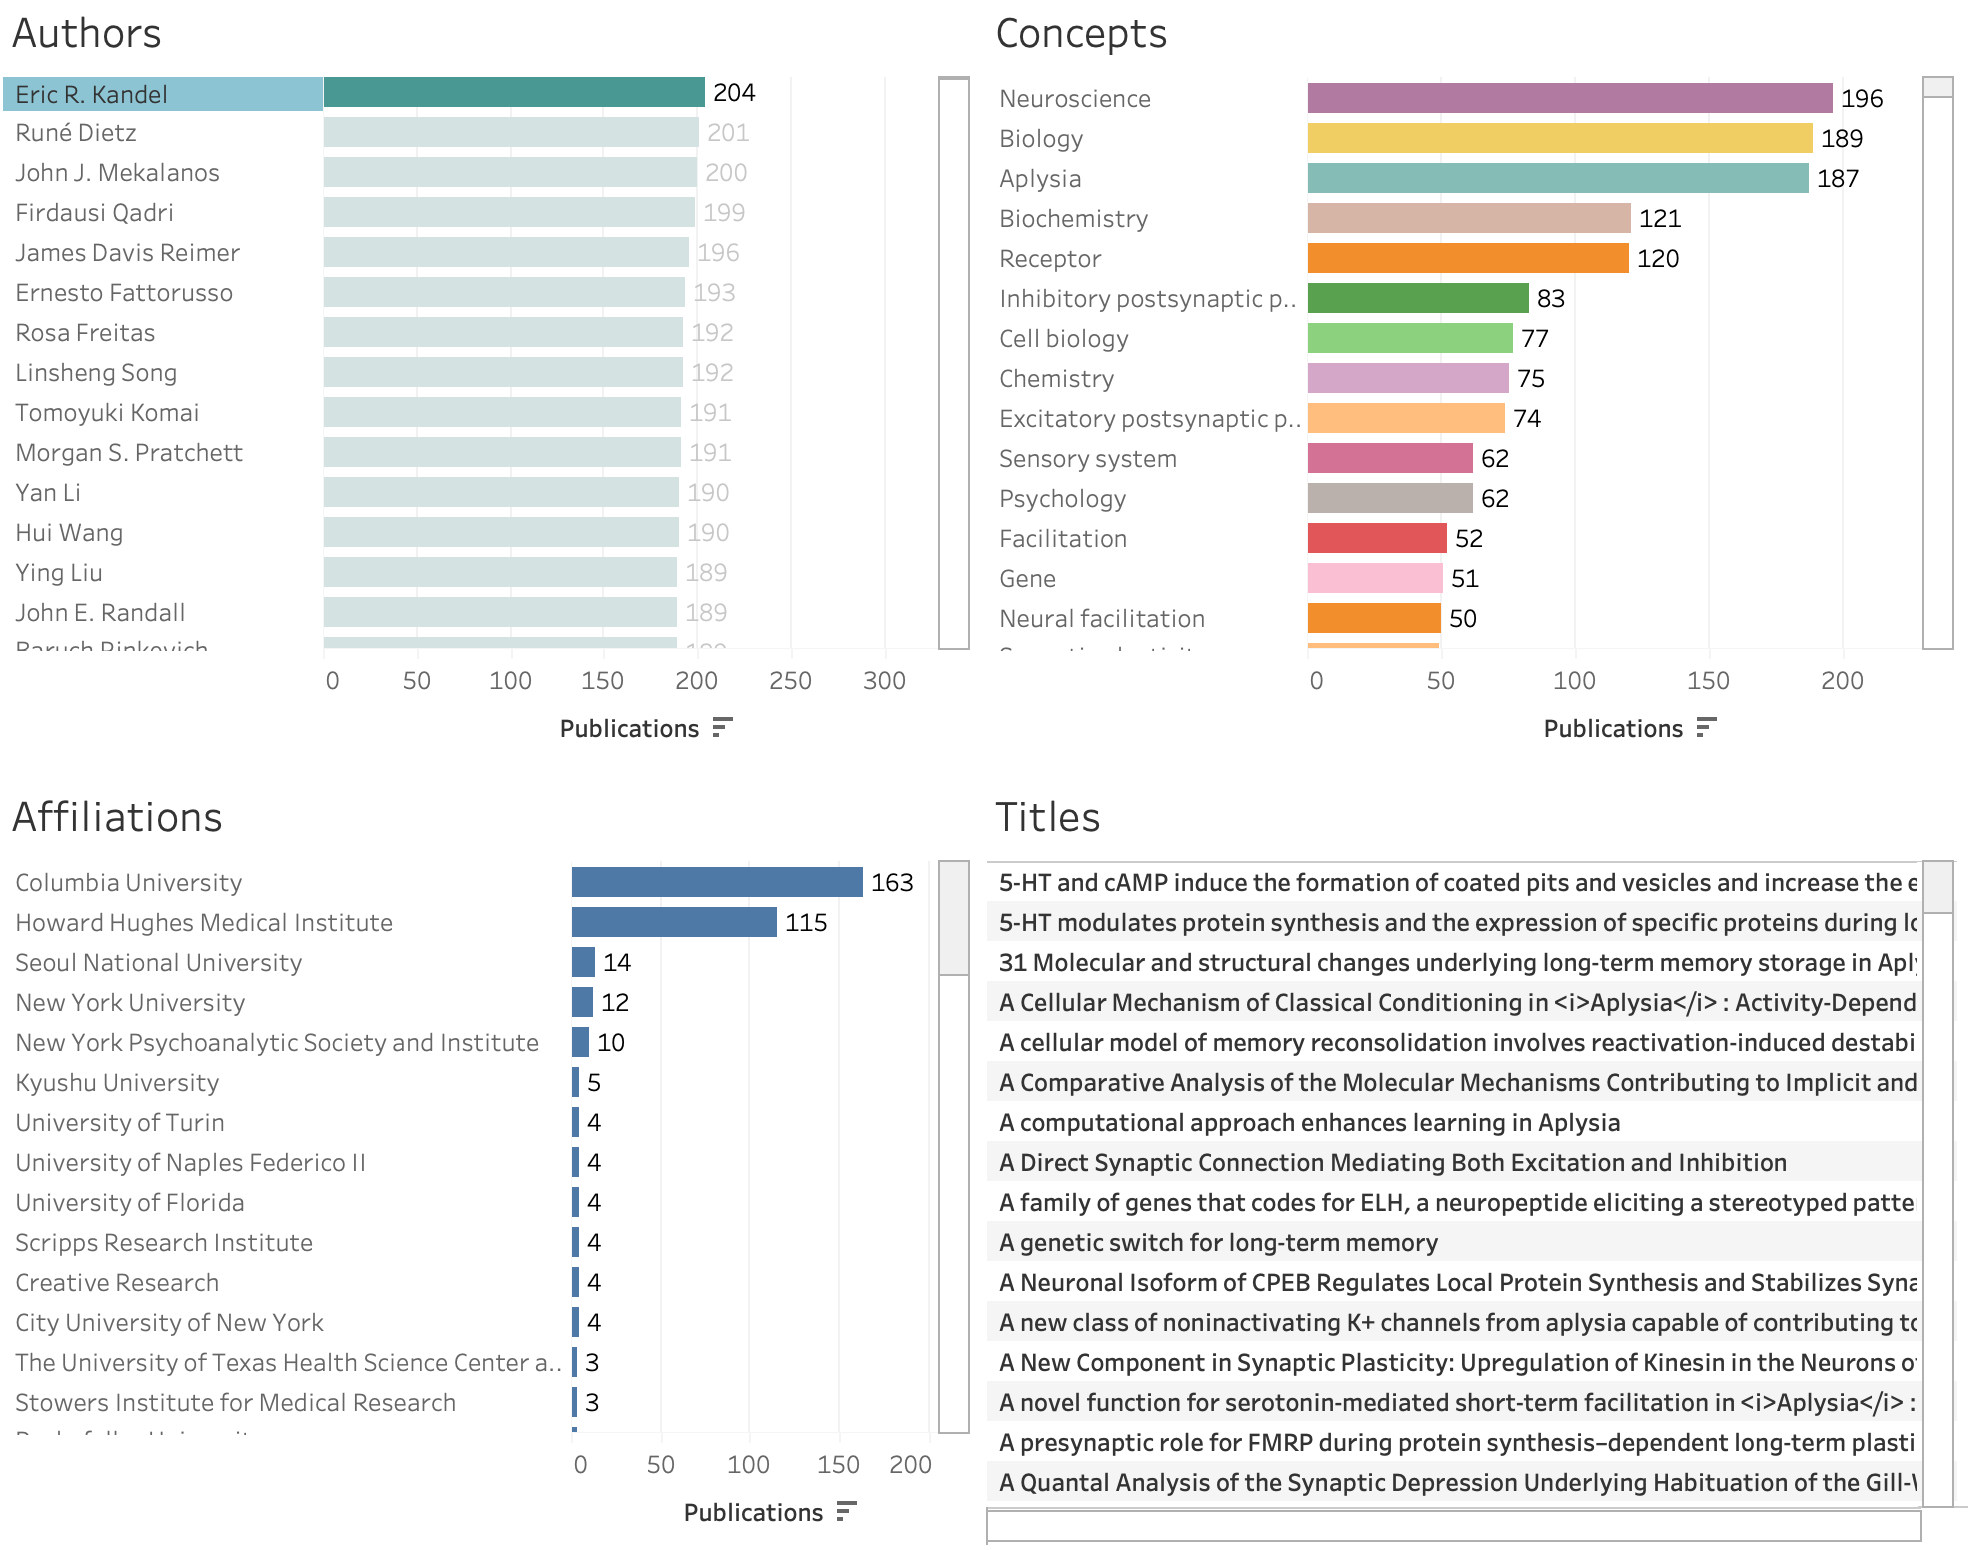 Authors
Eric R. Kandel 204
Runé Dietz 201
John J. Mekalanos 200
Firdausi Qadri 199
James Davis Reimer 196
Ernesto Fattorusso 193
Rosa Freitas 192
Linsheng Song 192
Tomoyuki Komai 191
Morgan S. Pratchett 191
Yan Li 190
Hui Wang 190
Ying Liu 189
John E. Randall 189
Baruch Rinkevich
0 50 100 150 200 250 300
Publications
Concepts
Neuroscience 196
Biology 189
Aplysia 187
Biochemistry 121
Receptor 120
Inhibitory postsynaptic p.. 83
Cell biology 77
Chemistry 75
Excitatory postsynaptic p.. 74
Sensory system 62
Psychology 62
Facilitation 52
Gene 51
Neural facilitation 50
0 50 100 150 200
Publications
Affiliations
Columbia University 163
Howard Hughes Medical Institute 115
Seoul National University 14
New York University 12
New York Psychoanalytic Society and Institute 10
Kyushu University 5
University of Turin 4
University of Naples Federico II 4
University of Florida 4
Scripps Research Institute 4
Creative Research 4
City University of New York 4
The University of Texas Health Science Center a.. 3
Stowers Institute for Medical Research 3
0 50 100 150 200
Publications
Titles
5-HT and cAMP induce the formation of coated pits and vesicles and increase the e
5-HT modulates protein synthesis and the expression of specific proteins during lo
31 Molecular and structural changes underlying long-term memory storage in Aply
A Cellular Mechanism of Classical Conditioning in <i>Aplysia</i> : Activity-Depend
A cellular model of memory reconsolidation involves reactivation-induced destabi
A Comparative Analysis of the Molecular Mechanisms Contributing to Implicit and
A computational approach enhances learning in Aplysia
A Direct Synaptic Connection Mediating Both Excitation and Inhibition
A family of genes that codes for ELH, a neuropeptide eliciting a stereotyped patte
A genetic switch for long-term memory
A Neuronal Isoform of CPEB Regulates Local Protein Synthesis and Stabilizes Syna
A new class of noninactivating K+ channels from aplysia capable of contributing to
A New Component in Synaptic Plasticity: Upregulation of Kinesin in the Neurons of
A novel function for serotonin-mediated short-term facilitation in <i>Aplysia</i> :
A presynaptic role for FMRP during protein synthesis–dependent long-term plasti
A Quantal Analysis of the Synaptic Depression Underlying Habituation of the Gill-W